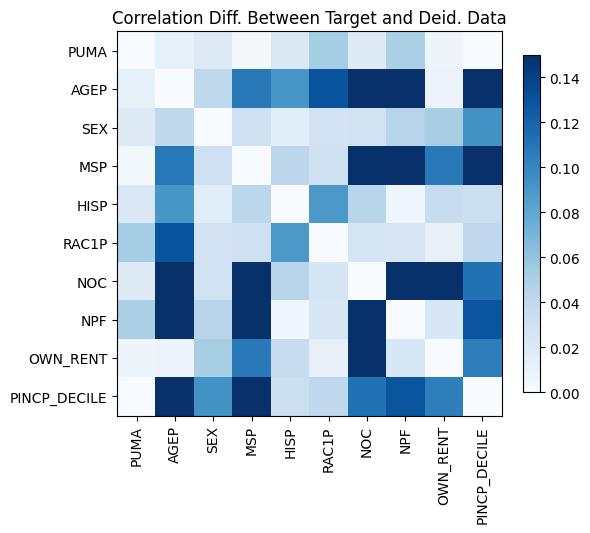 Correlation Diff. Between Target and Deid. Data
PUMA
AGEP
SEX
MSP
HISP
RAC1P
NOC
NPF
OWN_RENT
PINCP_DECILE
PUMA
AGEP
SEX
MSP
HISP
RAC1P
NOC
NPF
OWN_RENT
PINCP_DECILE
0.14
0.12
0.10
0.08
0.06
0.04
0.02
0.00